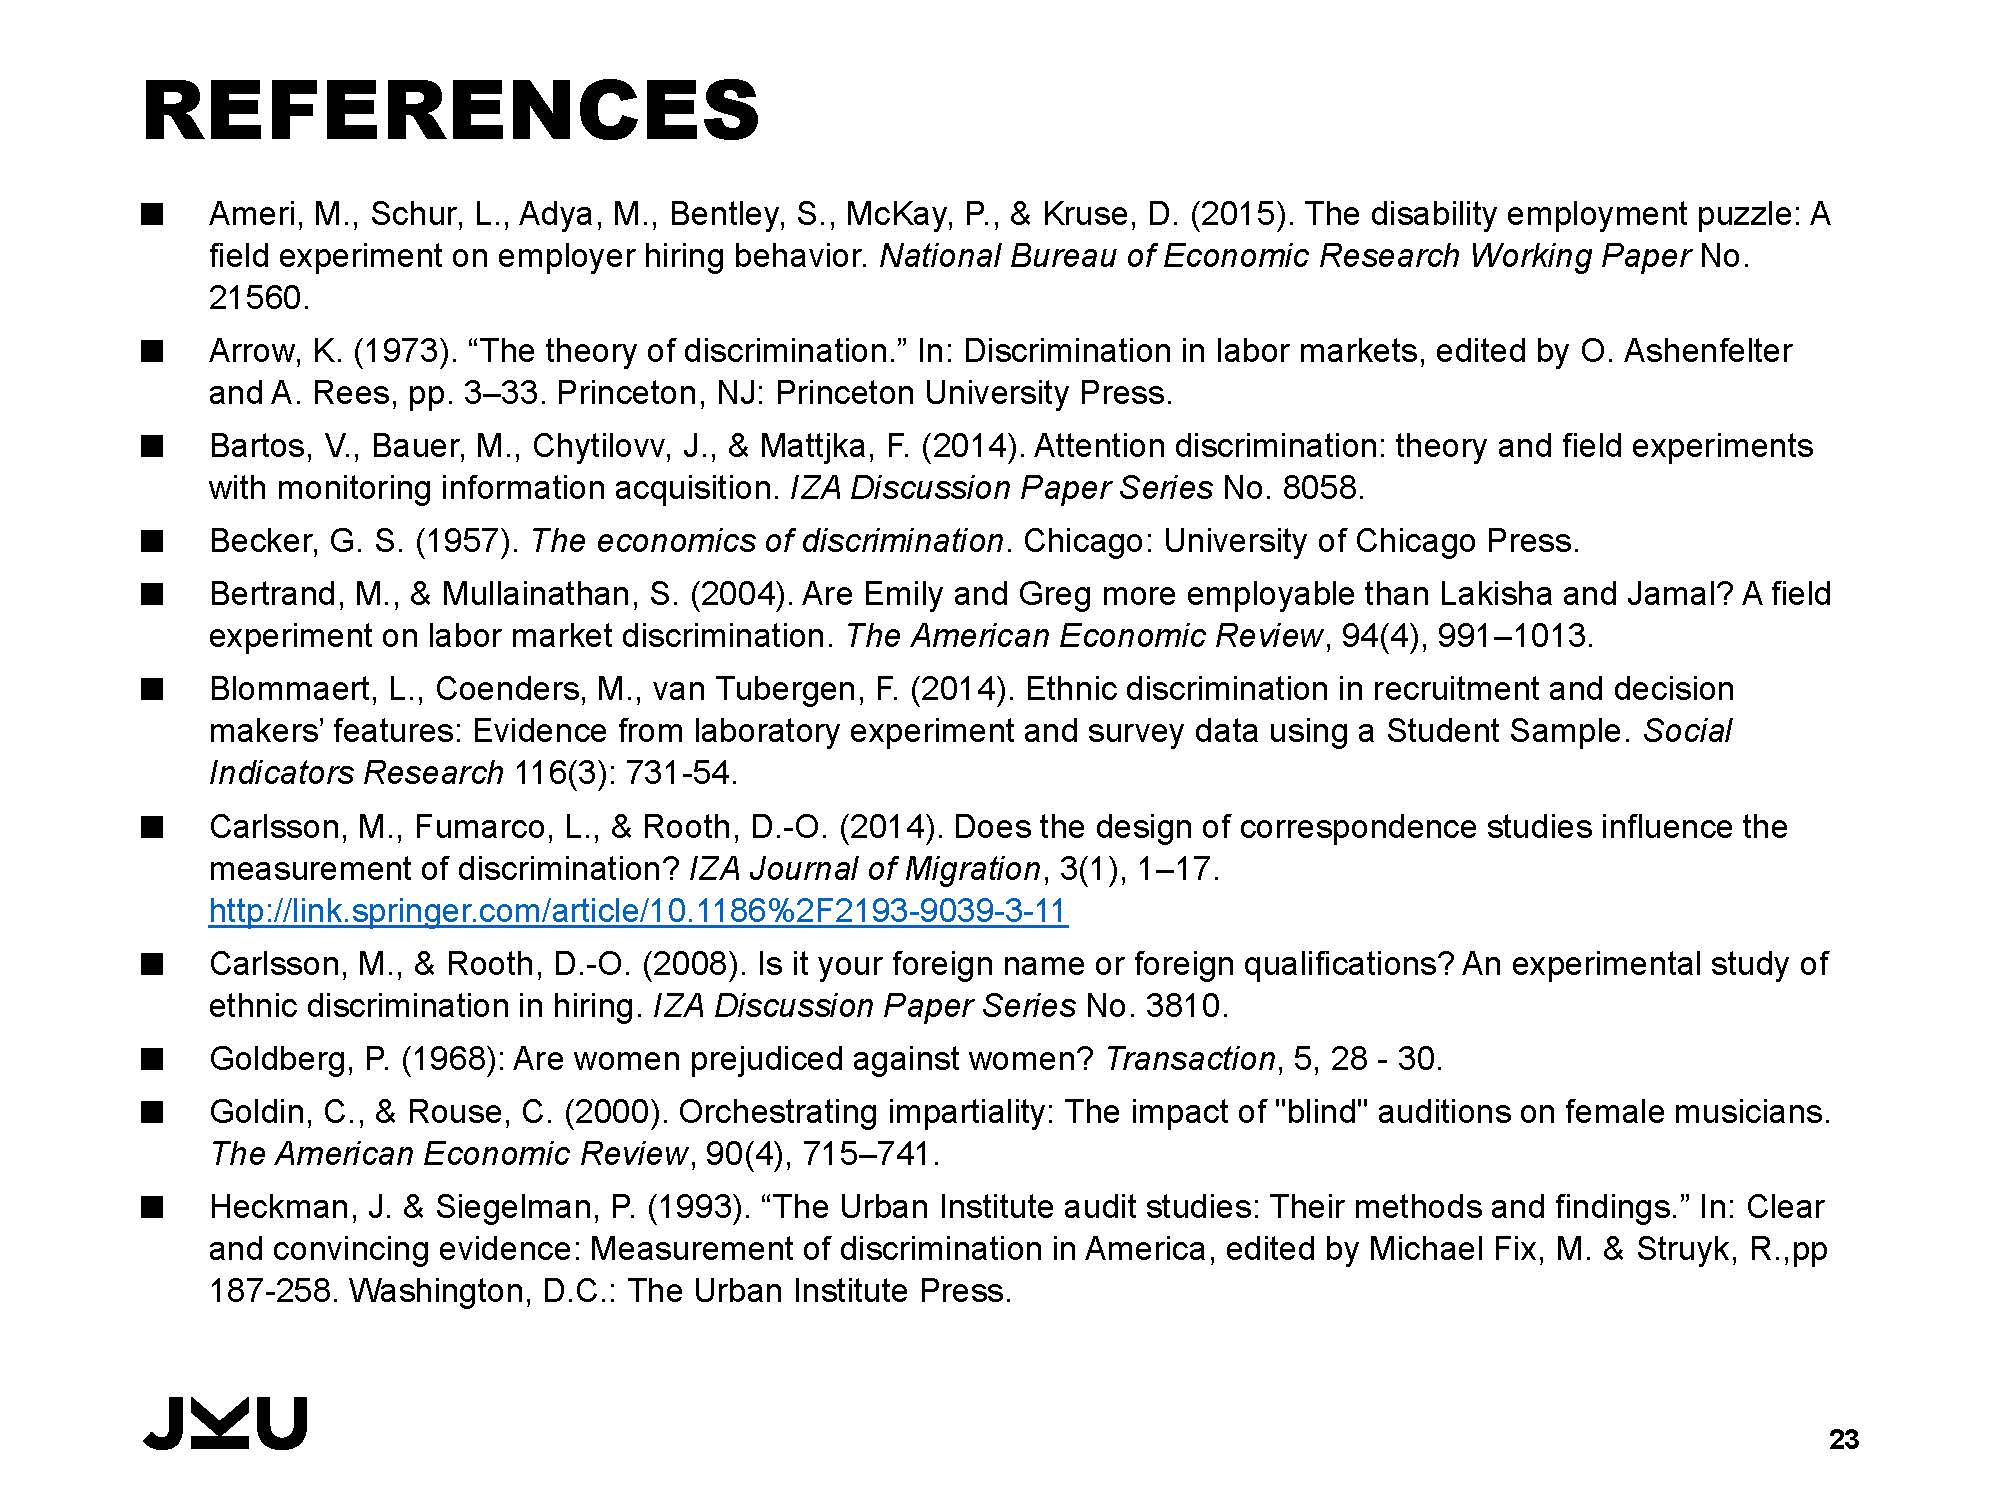 REFERENCES
■ Ameri, M., Schur, L., Adya, M., Bentley, S., McKay, P., & Kruse, D. (2015). The disability employment puzzle: A
field experiment on employer hiring behavior. National Bureau of Economic Research Working Paper No.
21560.
■ Arrow, K. (1973). “The theory of discrimination.” In: Discrimination in labor markets, edited by O. Ashenfelter
and A. Rees, pp. 3–33. Princeton, NJ: Princeton University Press.
■ Bartos, V., Bauer, M., Chytilovv, J., & Mattjka, F. (2014). Attention discrimination: theory and field experiments
with monitoring information acquisition. IZA Discussion Paper Series No. 8058.
■ Becker, G. S. (1957). The economics of discrimination. Chicago: University of Chicago Press.
■ Bertrand, M., & Mullainathan, S. (2004). Are Emily and Greg more employable than Lakisha and Jamal? A field
experiment on labor market discrimination. The American Economic Review, 94(4), 991–1013.
■ Blommaert, L., Coenders, M., van Tubergen, F. (2014). Ethnic discrimination in recruitment and decision
makers’ features: Evidence from laboratory experiment and survey data using a Student Sample. Social
Indicators Research 116(3): 731-54.
■ Carlsson, M., Fumarco, L., & Rooth, D.-O. (2014). Does the design of correspondence studies influence the
measurement of discrimination? IZA Journal of Migration, 3(1), 1–17.
http://link.springer.com/article/10.1186%2F2193-9039-3-11
■ Carlsson, M., & Rooth, D.-O. (2008). Is it your foreign name or foreign qualifications? An experimental study of
ethnic discrimination in hiring. IZA Discussion Paper Series No. 3810.
■ Goldberg, P. (1968): Are women prejudiced against women? Transaction, 5, 28 - 30.
■ Goldin, C., & Rouse, C. (2000). Orchestrating impartiality: The impact of "blind" auditions on female musicians.
The American Economic Review, 90(4), 715–741.
■ Heckman, J. & Siegelman, P. (1993). “The Urban Institute audit studies: Their methods and findings.” In: Clear
and convincing evidence: Measurement of discrimination in America, edited by Michael Fix, M. & Struyk, R.,pp
187-258. Washington, D.C.: The Urban Institute Press.
JKU
23